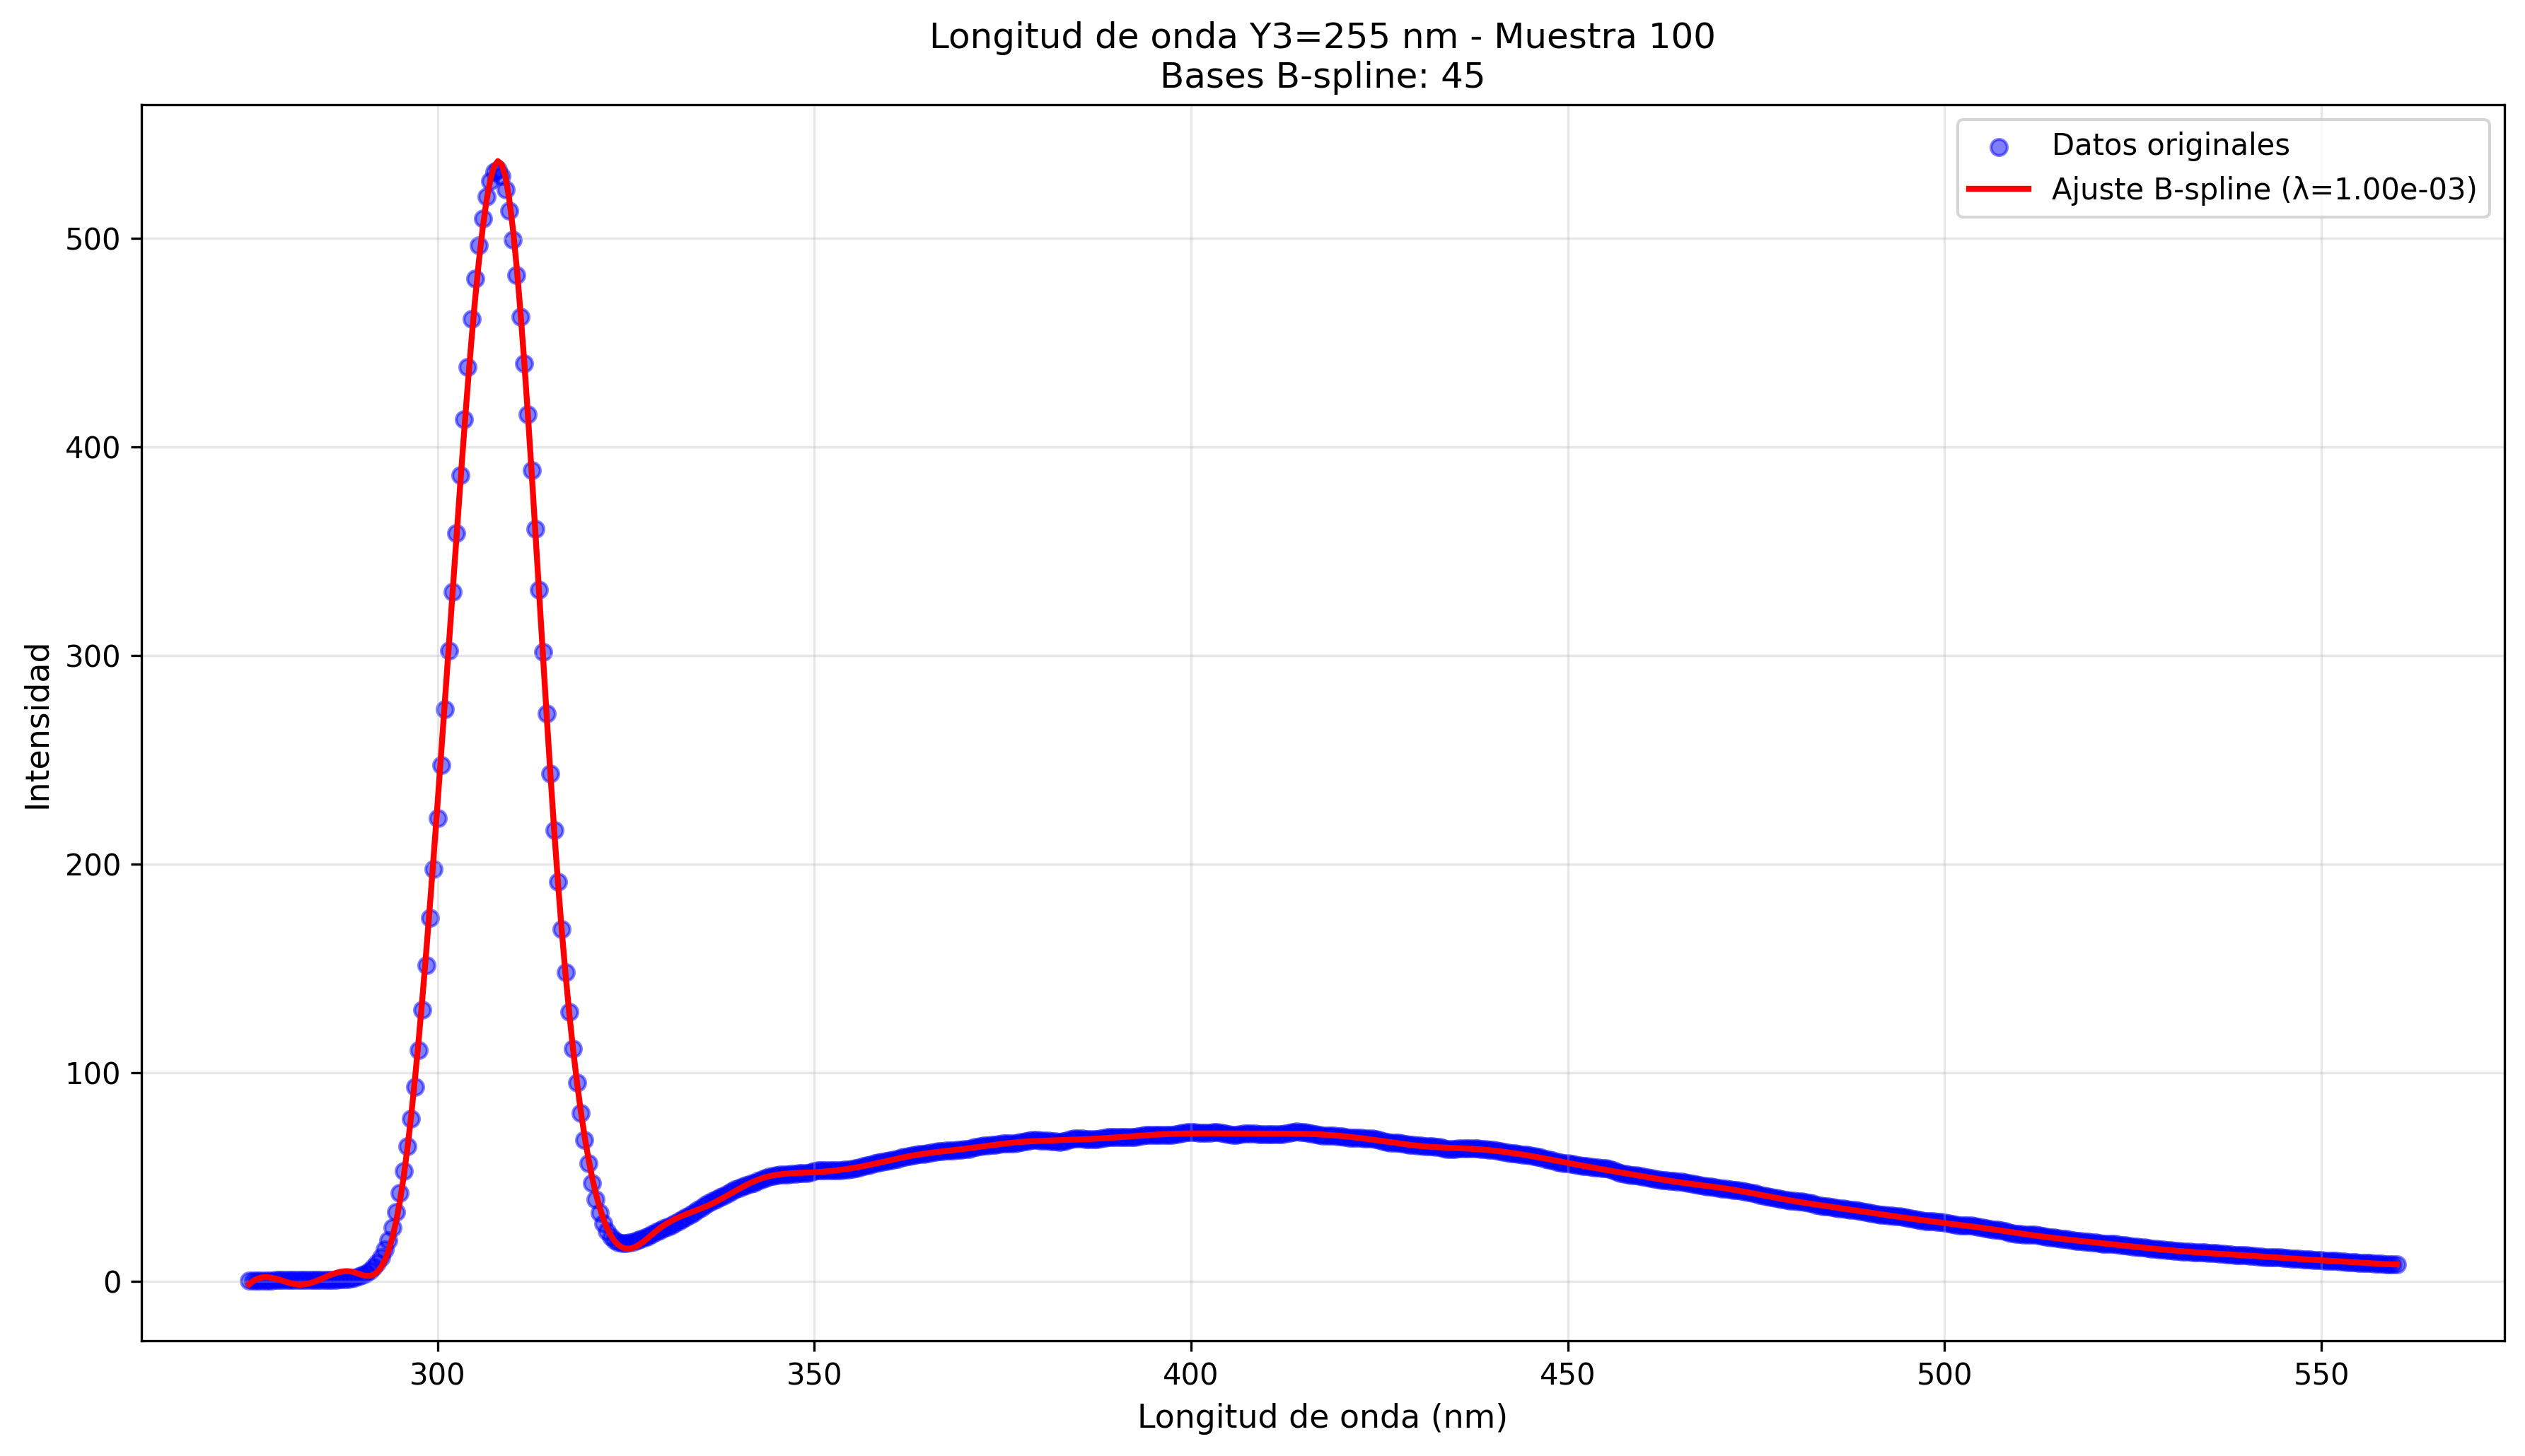 Longitud de onda Y3=255 nm - Muestra 100
Bases B-spline: 45
Datos originales
Ajuste B-spline (λ=1.00e-03)
Intensidad
500
400
300
200
100
0
300 350 400 450 500 550
Longitud de onda (nm)